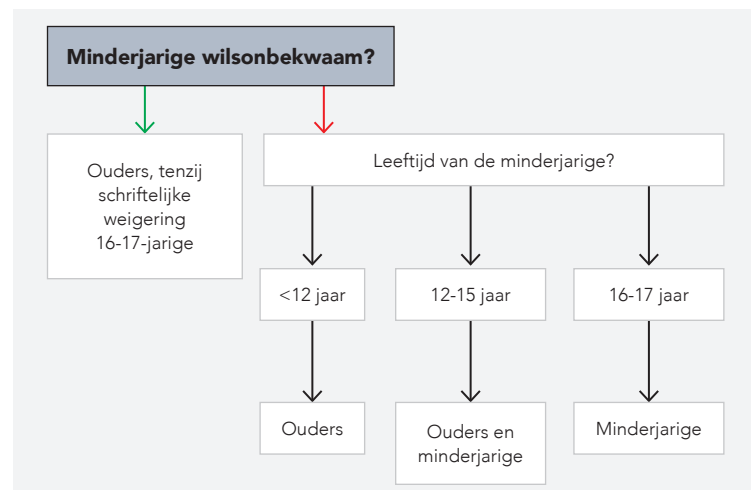 Minderjarige wilsonbekwaam?
Ouders, tenzij
schriftelijke
weigering
16-17-jarige
Leeftijd van de minderjarige?
<12 jaar
12-15 jaar
16-17 jaar
Ouders
Ouders en
minderjarige
Minderjarige